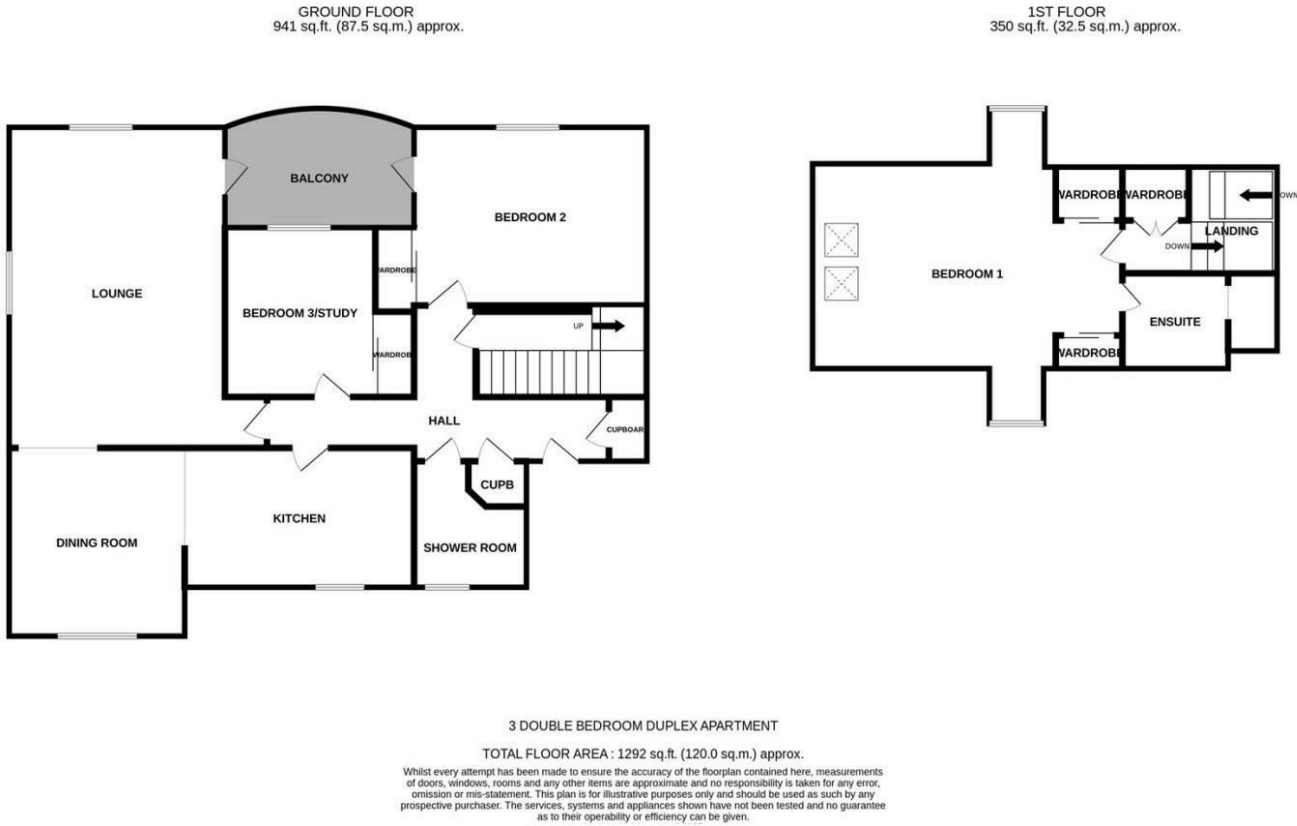 GROUND FLOOR
941 sq.ft. (87.5 sq.m.) approx.
1ST FLOOR
350 sq.ft. (32.5 sq.m.) approx.
BALCONY
BEDROOM 2
LOUNGE
WARDROBE
BEDROOM 3/STUDY
UP
WARDROBE
HALL
CUPBOAR
CUPB
KITCHEN
DINING ROOM
SHOWER ROOM
WARDROBE
WARDROBE
DOWN
LANDING
DOWN
BEDROOM 1
ENSUITE
WARDROBE
3 DOUBLE BEDROOM DUPLEX APARTMENT
TOTAL FLOOR AREA : 1292 sq.ft. (120.0 sq.m.) approx.
Whilst every attempt has been made to ensure the accuracy of the floorplan contained here, measurements
of doors, windows, rooms and any other items are approximate and no responsibility is taken for any error,
omission or mis-statement. This plan is for illustrative purposes only and should be used as such by any
prospective purchaser. The services, systems and appliances shown have not been tested and no guarantee
as to their operability or efficiency can be given.